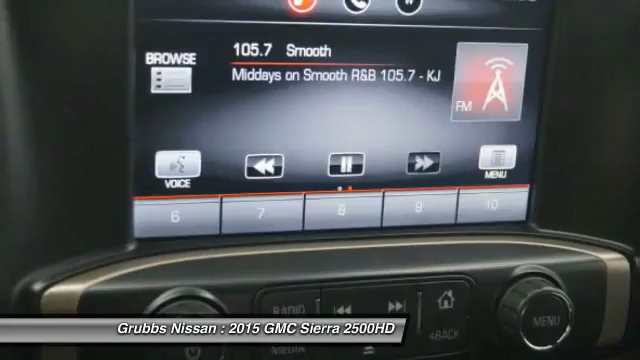 BROWSE
105.7 Smooth
Middays on Smooth R&B 105.7 - KJ
FM
VOICE
MENU
6 7 8 9 10
RADIO
MEDIA
BACK
MENU
Grubbs Nissan : 2015 GMC Sierra 2500HD